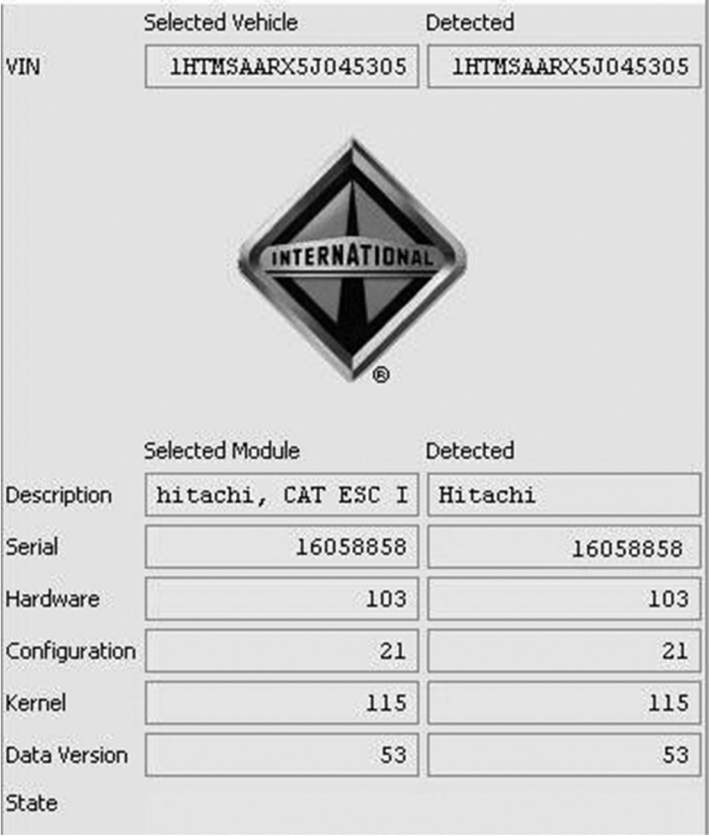 Selected Vehicle Detected
VIN 1HTMSAARX5J045305 1HTMSAARX5J045305
INTERNATIONAL
®
Selected Module Detected
Description hitachi, CAT ESC I Hitachi
Serial 16058858 16058858
Hardware 103 103
Configuration 21 21
Kernel 115 115
Data Version 53 53
State